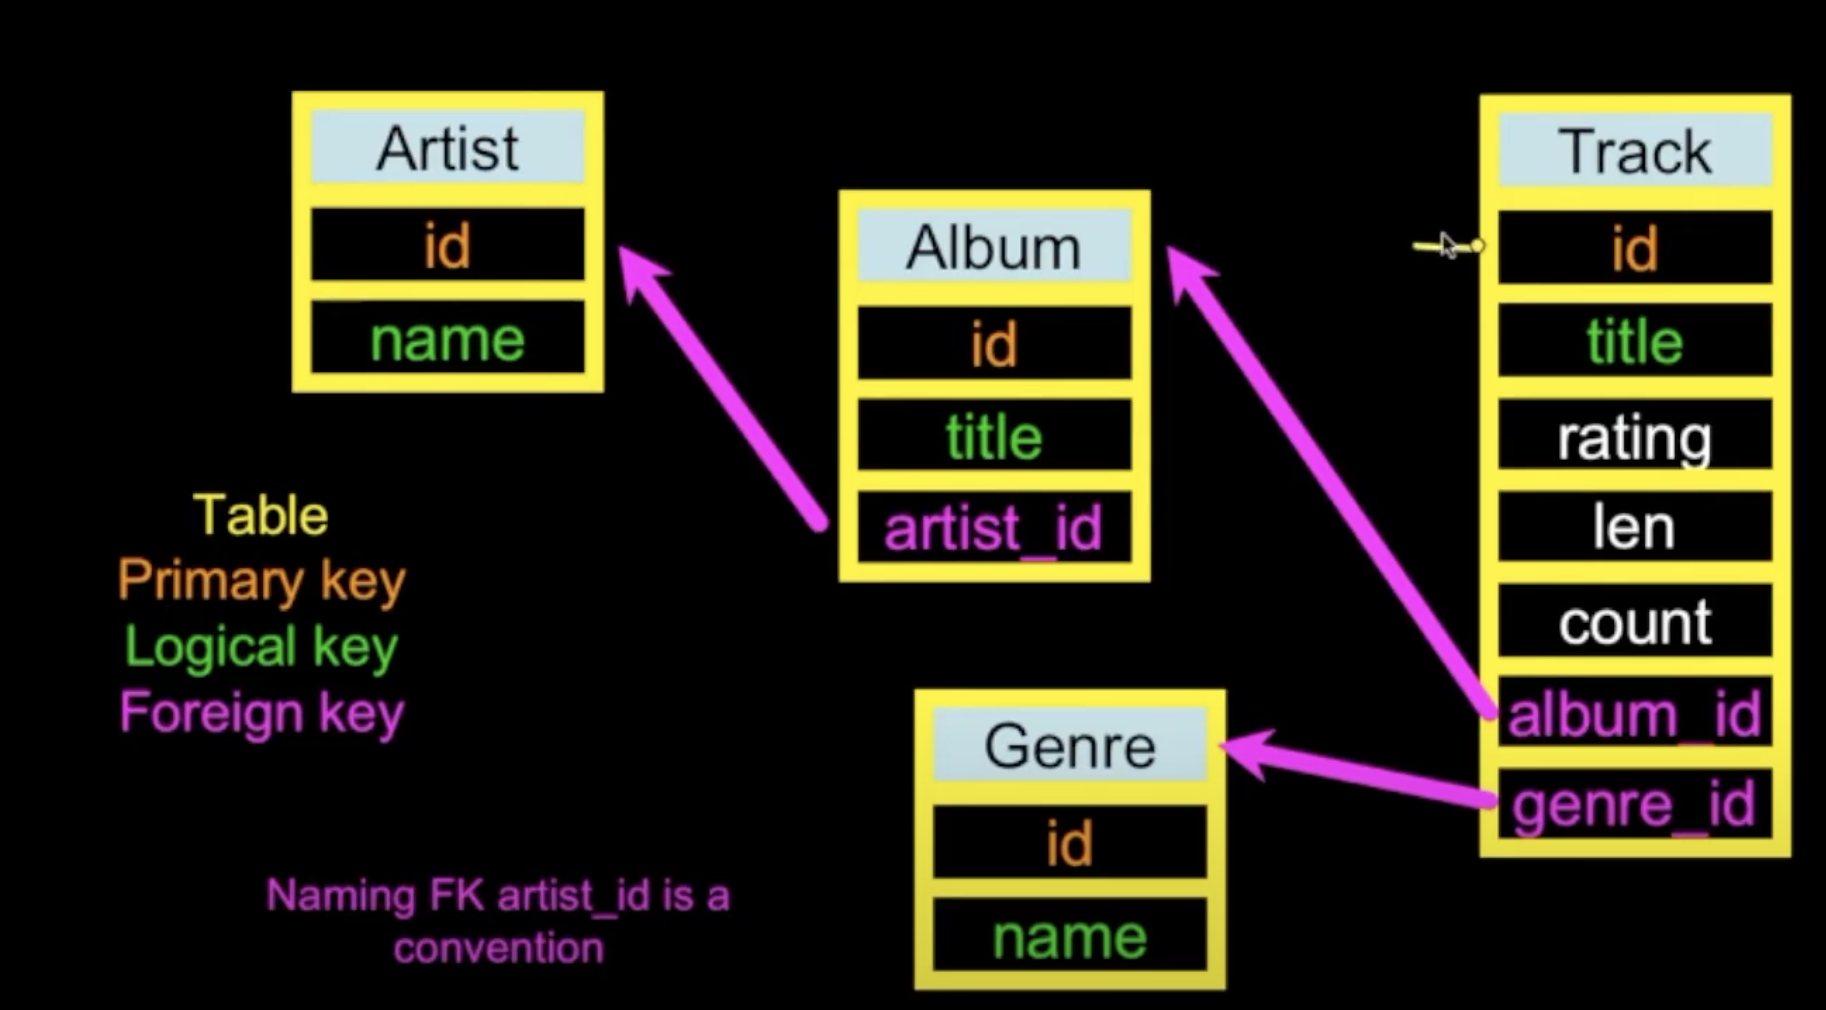 Artist
id
name
Album
id
title
artist_id
Track
id
title
rating
len
count
album_id
genre_id
Genre
id
name
Table
Primary key
Logical key
Foreign key
Naming FK artist_id is a
convention